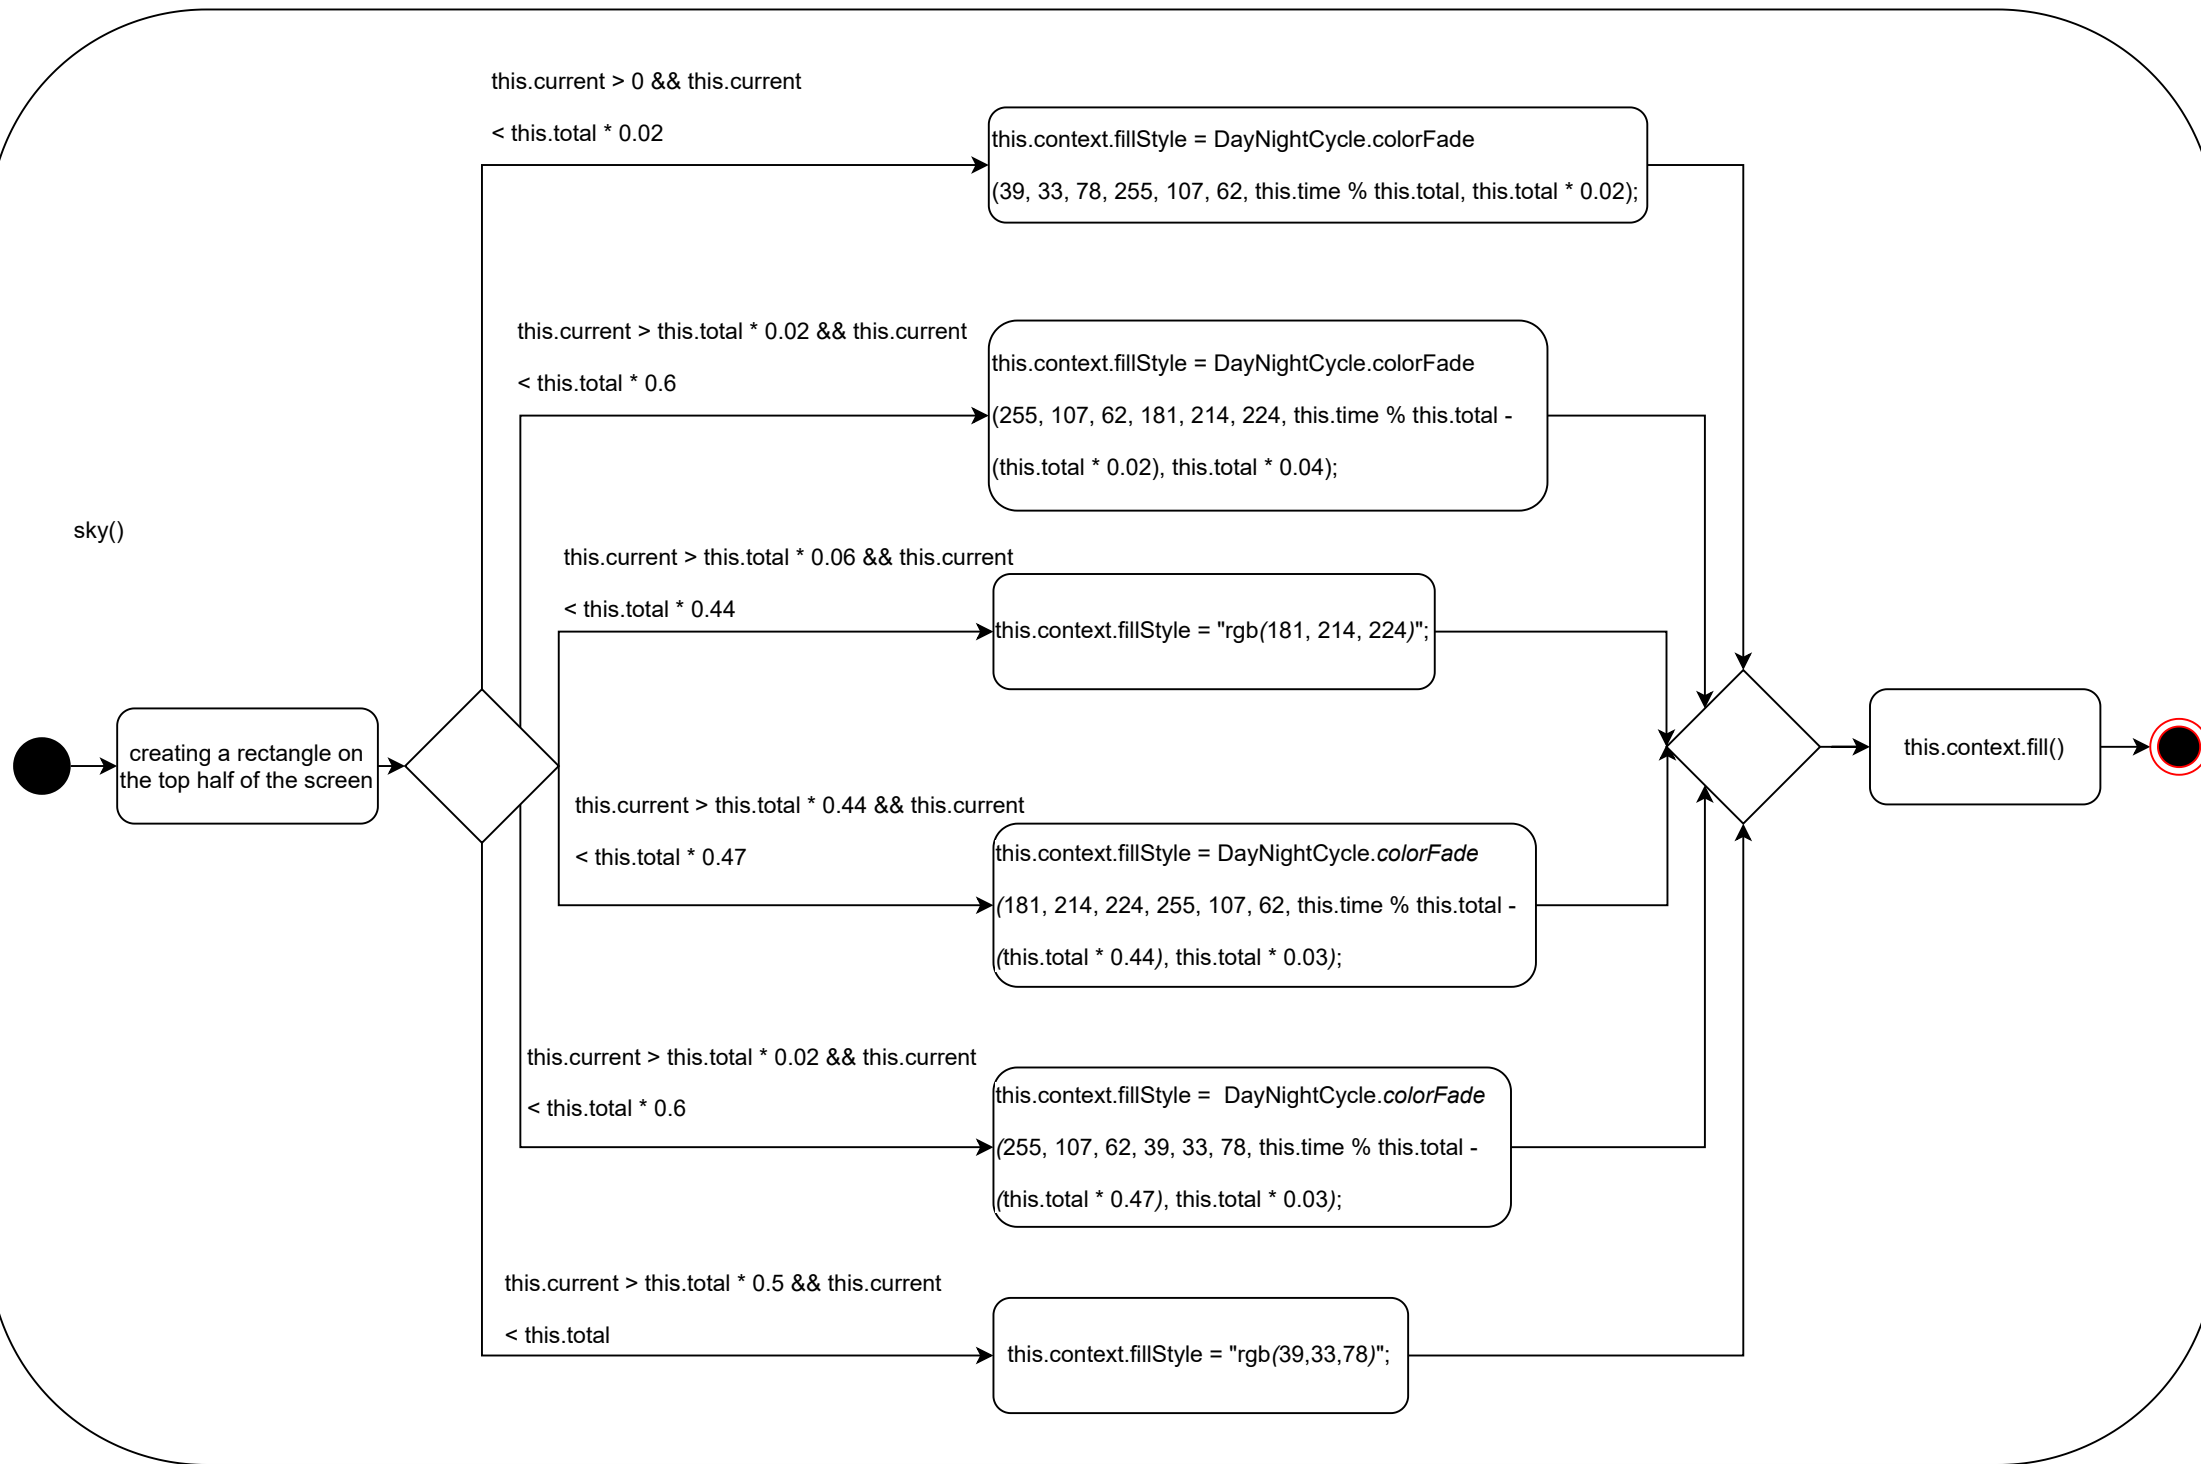 this.current > 0 && this.current
< this.total * 0.02
this.context.fillStyle = DayNightCycle.colorFade
(39, 33, 78, 255, 107, 62, this.time % this.total, this.total * 0.02);
this.current > this.total * 0.02 && this.current
< this.total * 0.6
this.context.fillStyle = DayNightCycle.colorFade
(255, 107, 62, 181, 214, 224, this.time % this.total -
(this.total * 0.02), this.total * 0.04);
sky()
this.current > this.total * 0.06 && this.current
< this.total * 0.44
this.context.fillStyle = "rgb(181, 214, 224)";
creating a rectangle on
the top half of the screen
this.context.fill()
this.current > this.total * 0.44 && this.current
< this.total * 0.47
this.context.fillStyle = DayNightCycle.colorFade
(181, 214, 224, 255, 107, 62, this.time % this.total -
(this.total * 0.44), this.total * 0.03);
this.current > this.total * 0.02 && this.current
< this.total * 0.6
this.context.fillStyle =  DayNightCycle.colorFade
(255, 107, 62, 39, 33, 78, this.time % this.total -
(this.total * 0.47), this.total * 0.03);
this.current > this.total * 0.5 && this.current
< this.total
this.context.fillStyle = "rgb(39,33,78)";